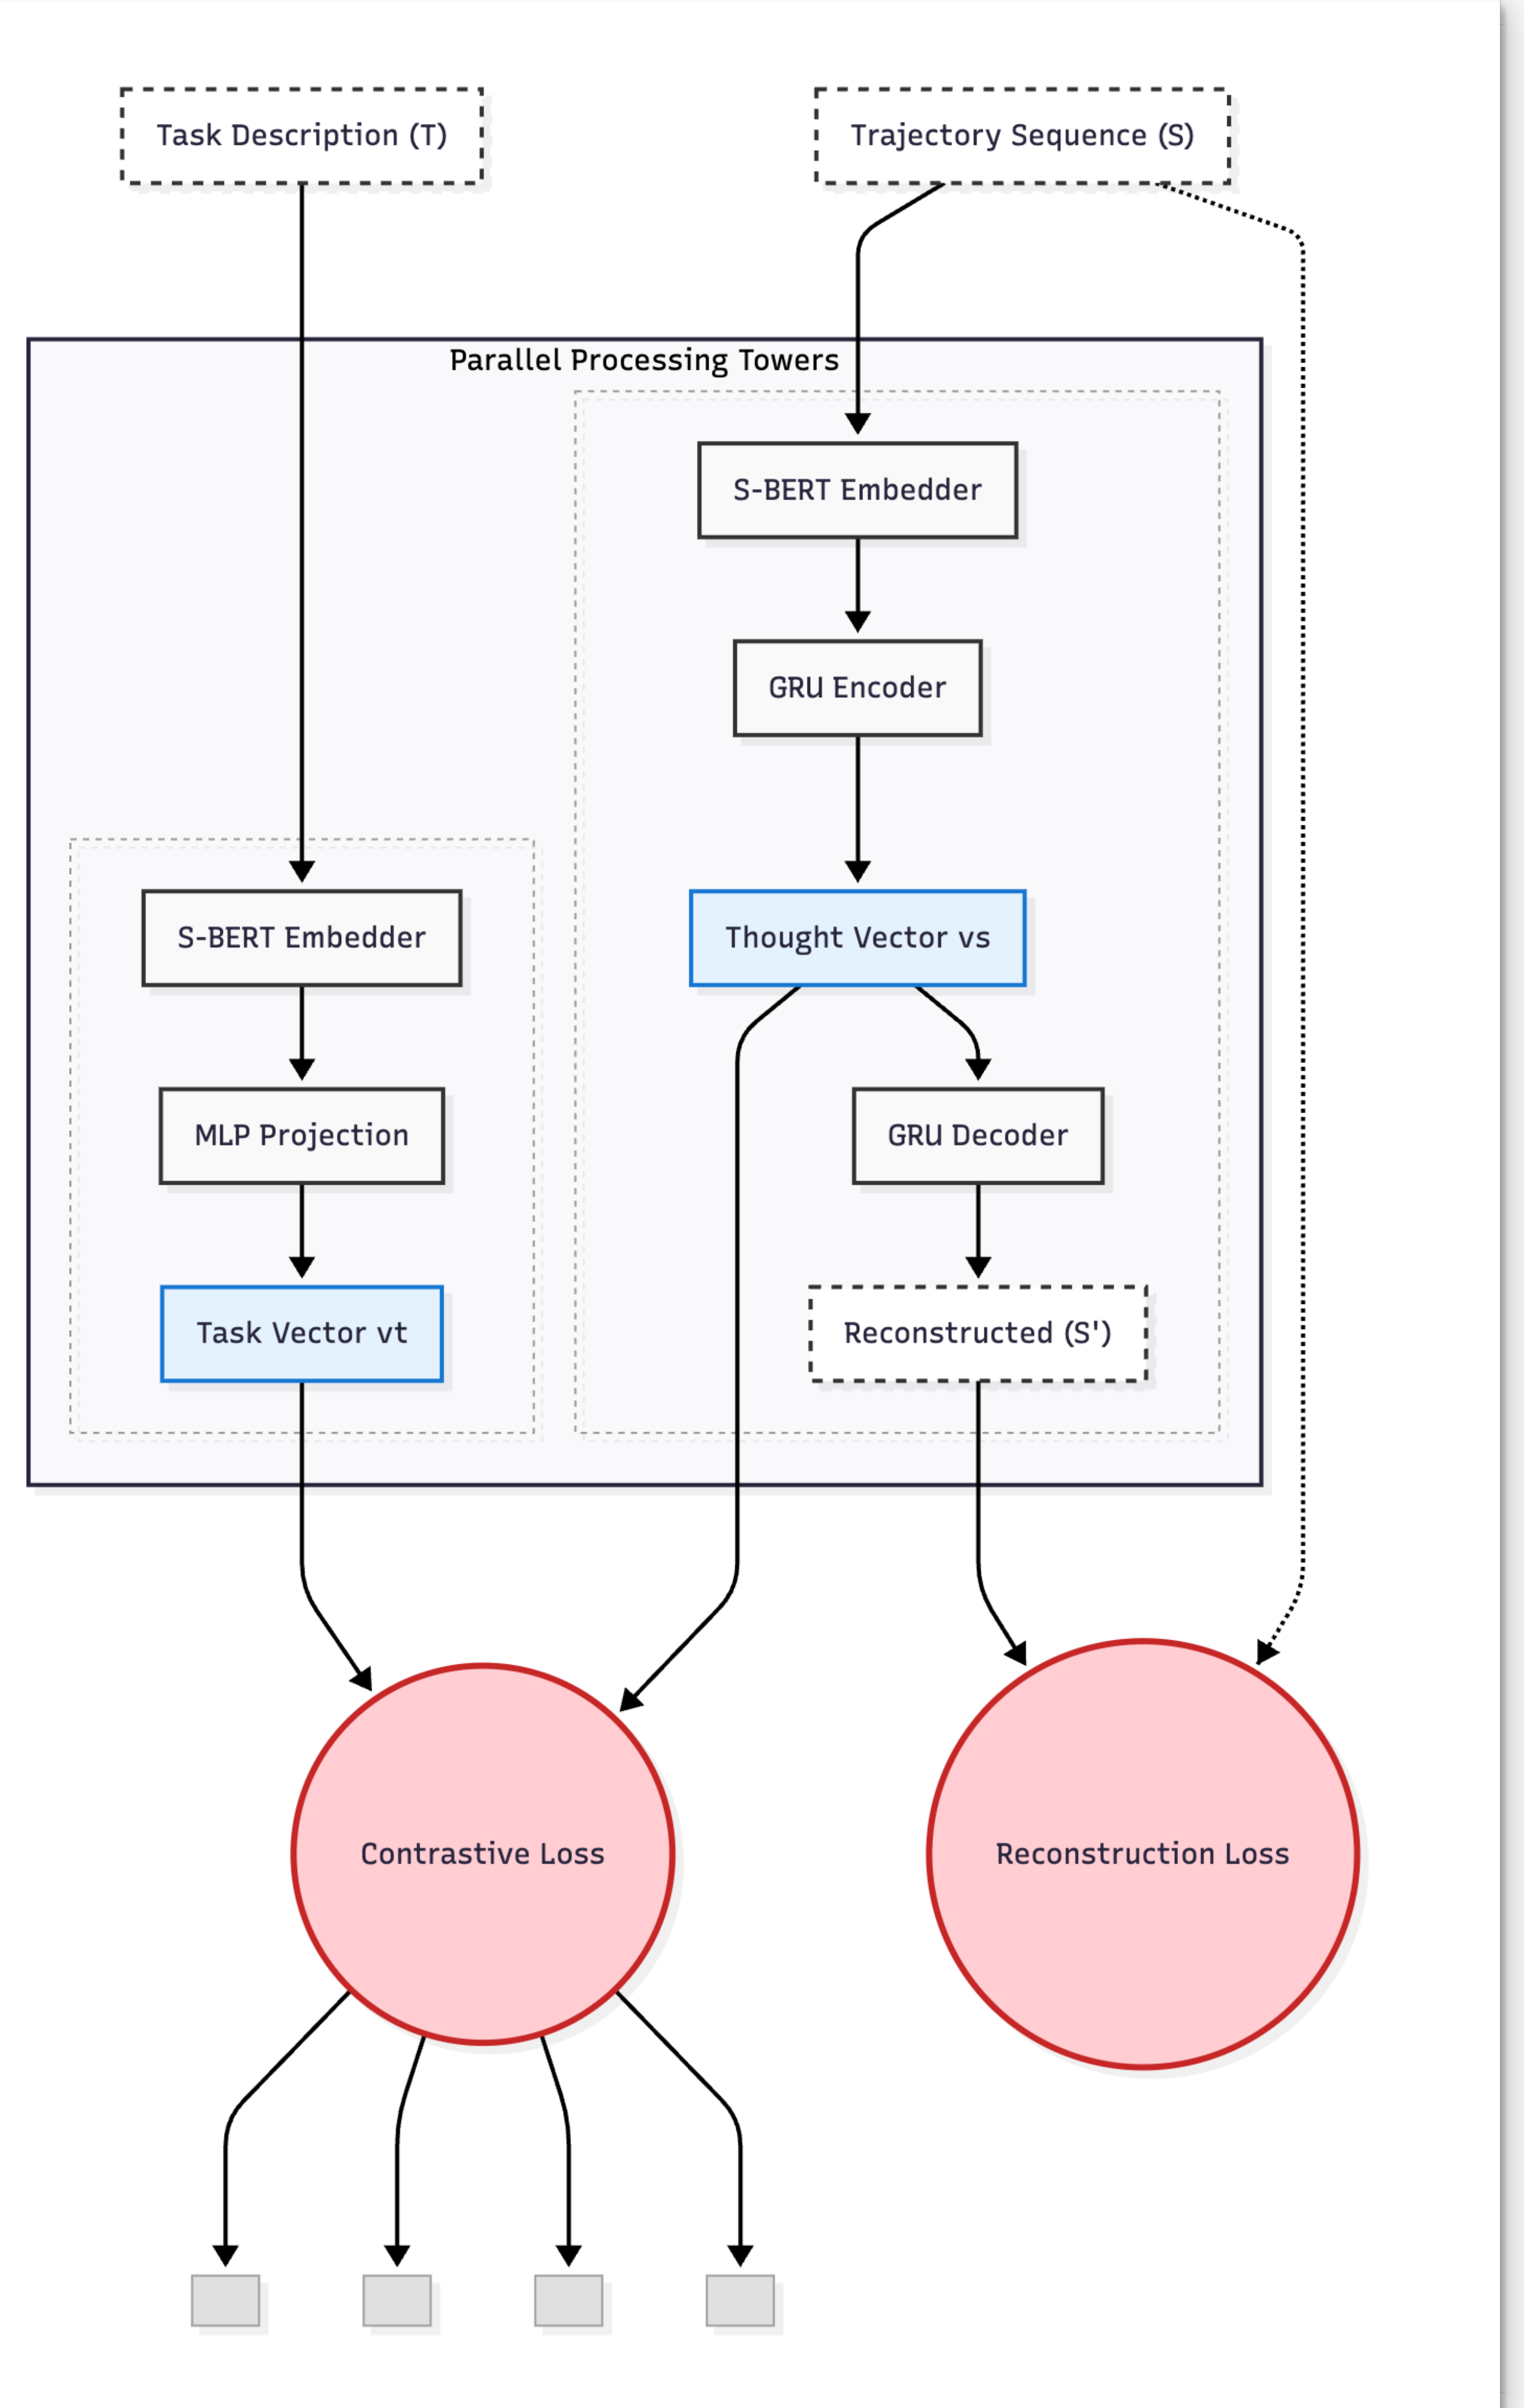 Task Description (T)
Trajectory Sequence (S)
Parallel Processing Towers
S-BERT Embedder
GRU Encoder
S-BERT Embedder
Thought Vector vs
MLP Projection
GRU Decoder
Task Vector vt
Reconstructed (S')
Contrastive Loss
Reconstruction Loss